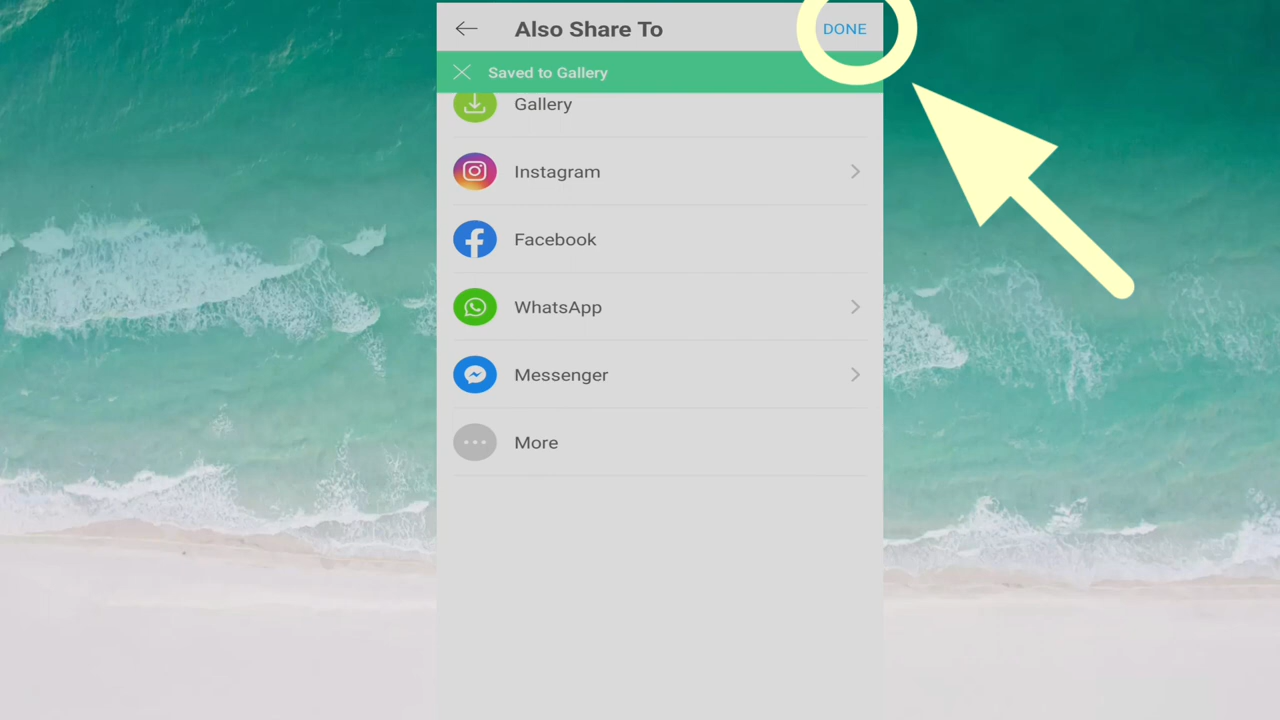 Also Share To
DONE
Saved to Gallery
Gallery
Instagram
Facebook
WhatsApp
Messenger
More